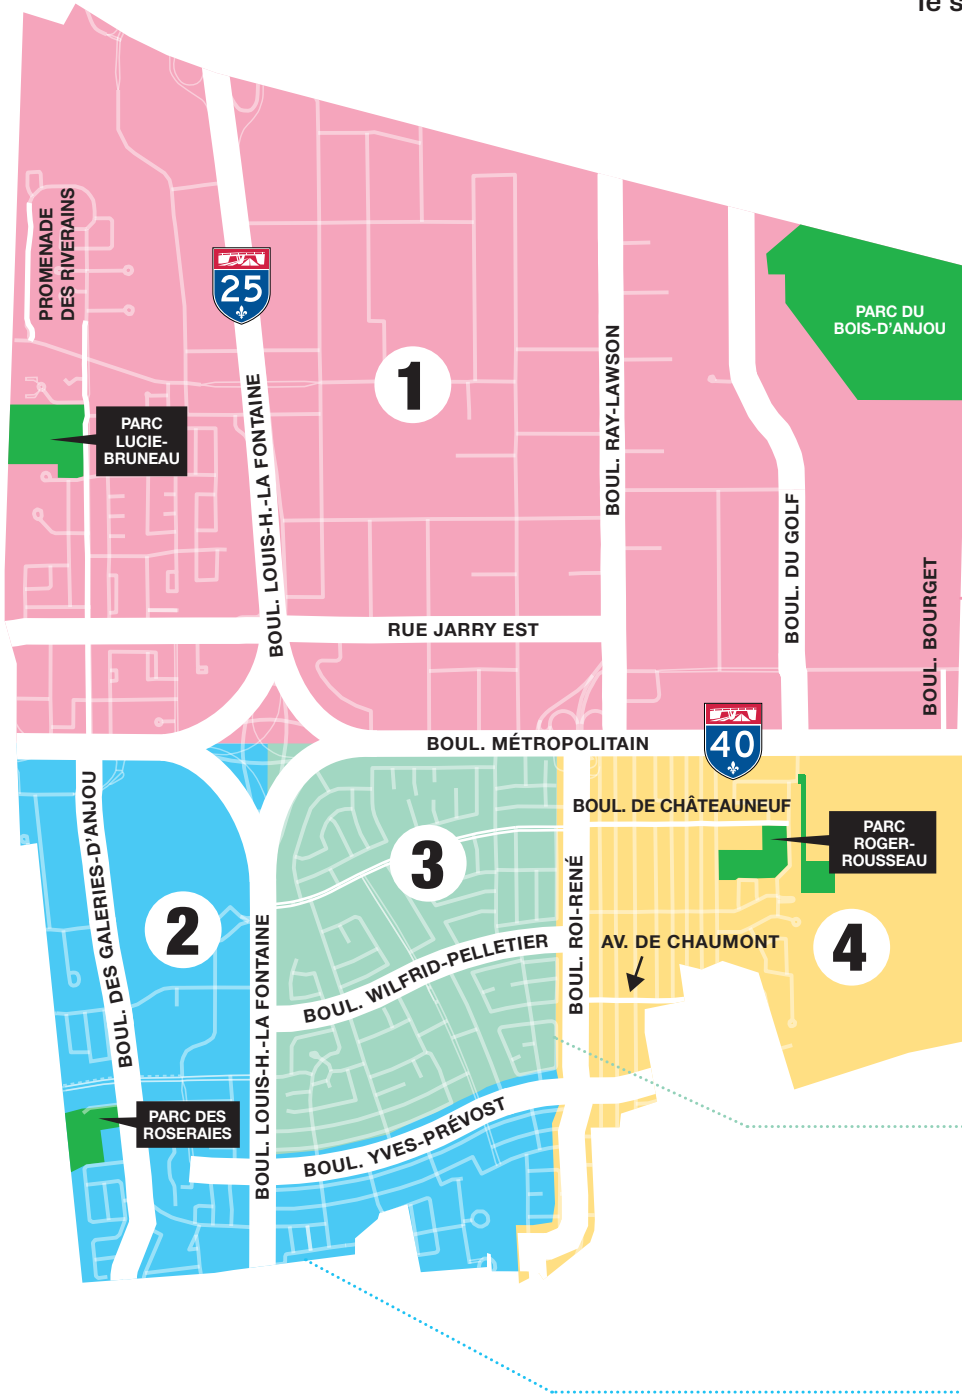 le s
PROMENADE
DES RIVERAINS
25
PARC DU
BOIS-D'ANJOU
1
BOUL. RAY-LAWSON
BOUL. LOUIS-H.-LA FONTAINE
PARC
LUCIE-
BRUNEAU
BOUL. DU GOLF
BOUL. BOURGET
RUE JARRY EST
BOUL. MÉTROPOLITAIN
40
BOUL. DES GALERIES-D'ANJOU
BOUL. DE CHÂTEAUNEUF
PARC
ROGER-
ROUSSEAU
3
BOUL. ROI-RENÉ
2
4
AV. DE CHAUMONT
BOUL. WILFRID-PELLETIER
BOUL. LOUIS-H.-LA FONTAINE
PARC DES
ROSERAIES
BOUL. YVES-PRÉVOST